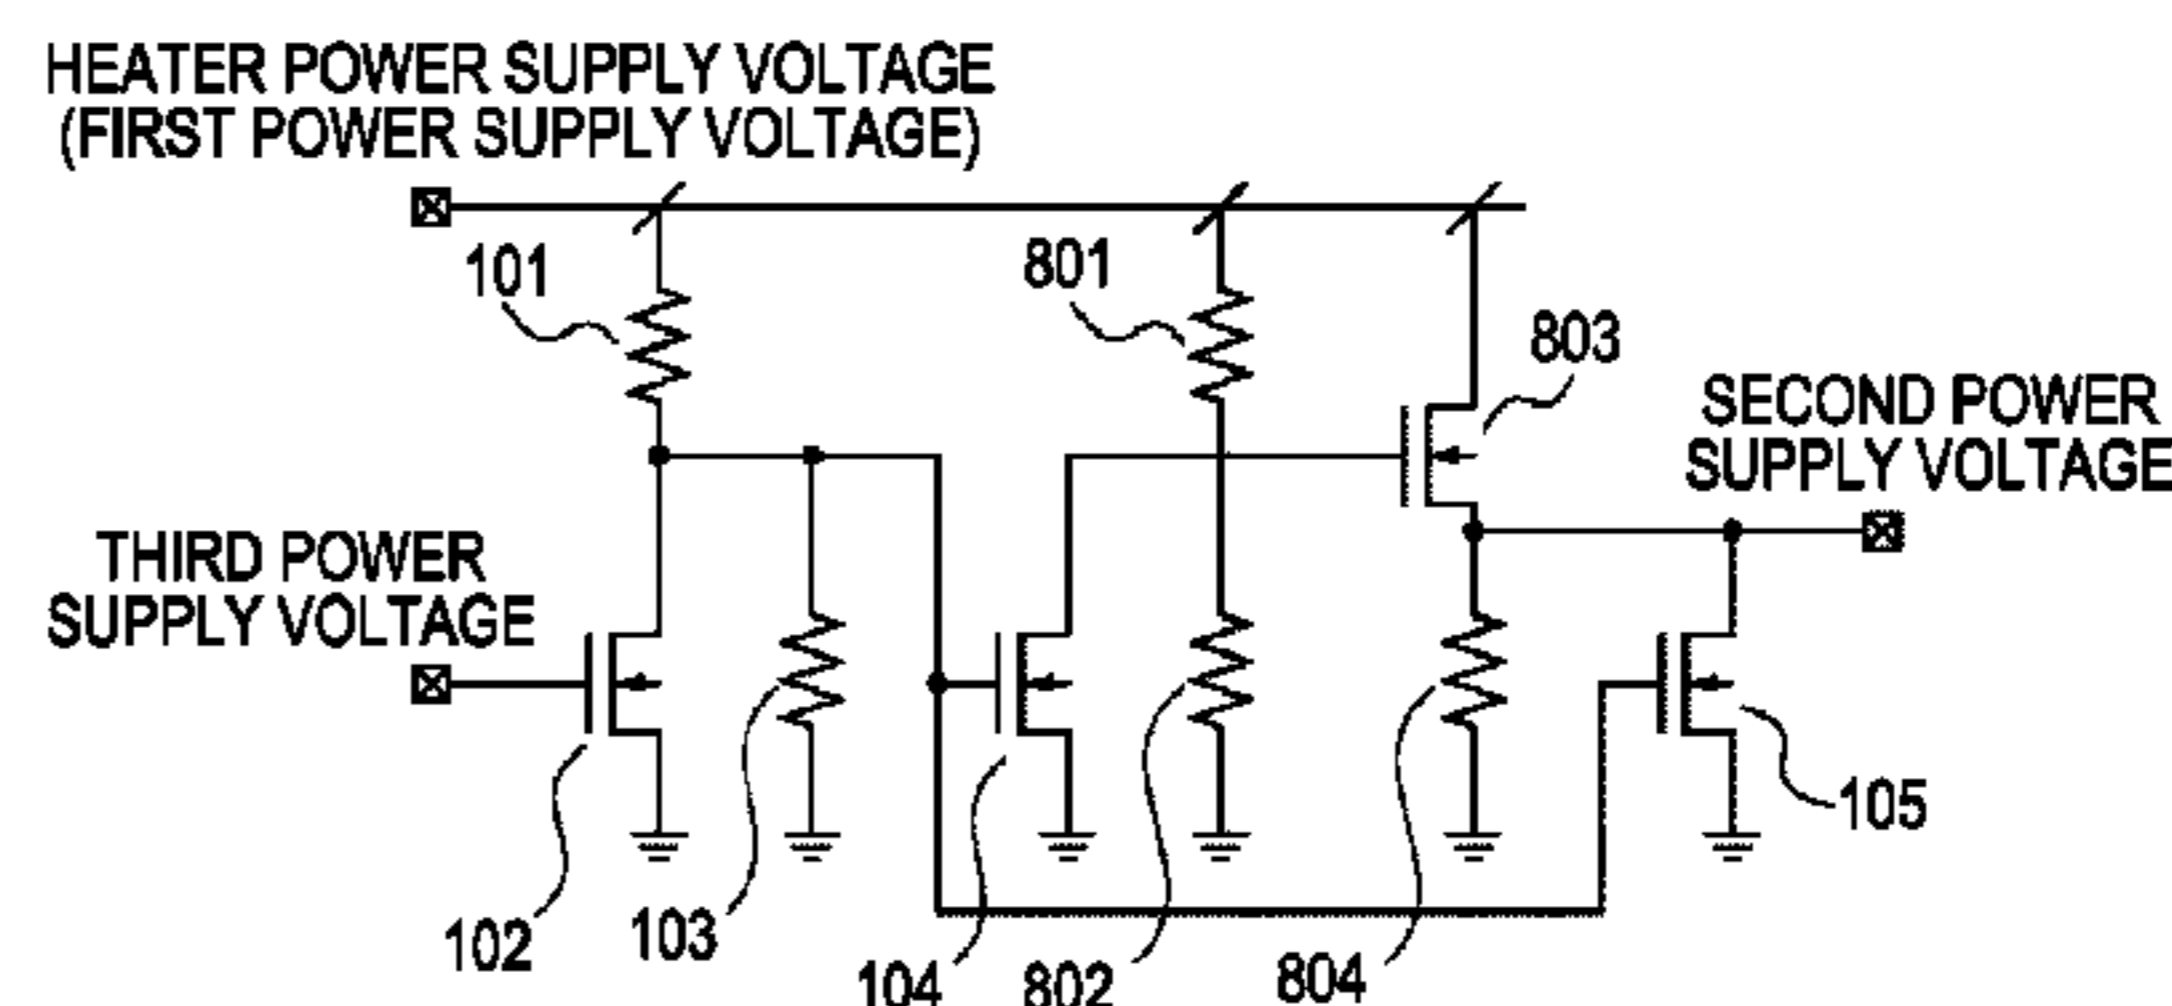 HEATER POWER SUPPLY VOLTAGE
(FIRST POWER SUPPLY VOLTAGE)
101
801
803
SECOND POWER
SUPPLY VOLTAGE
THIRD POWER
SUPPLY VOLTAGE
105
102
103
104
802
804